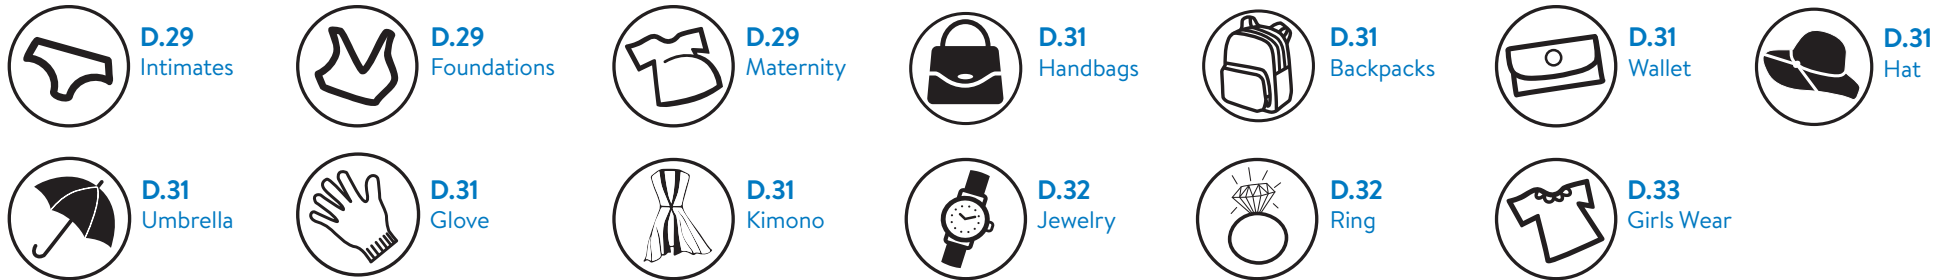 D.29
Intimates
D.29
Foundations
D.29
Maternity
D.31
Handbags
D.31
Backpacks
D.31
Wallet
D.31
Hat
D.31
Umbrella
D.31
Glove
D.31
Kimono
D.32
Jewelry
D.32
Ring
D.33
Girls Wear